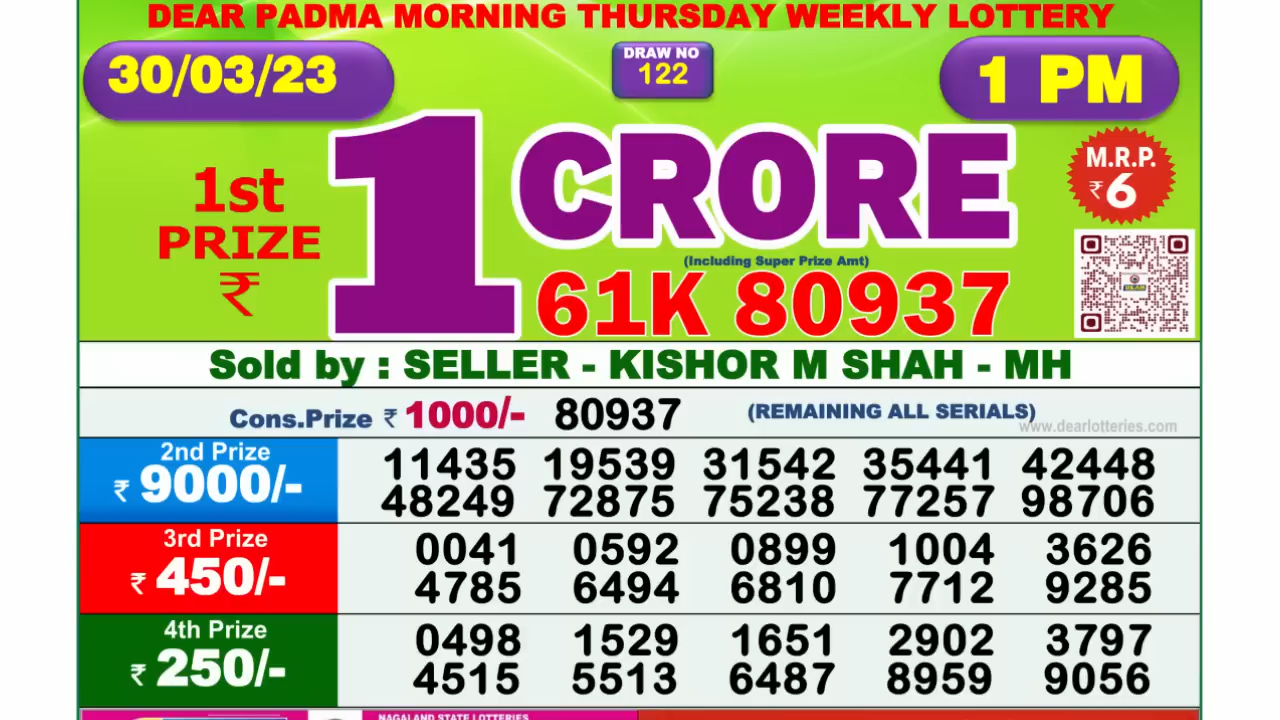 DEAR PADMA MORNING THURSDAY WEEKLY LOTTERY
30/03/23
DRAW NO
122
1 PM
1st
PRIZE
₹
1 CRORE
(Including Super Prize Amt)
61K 80937
M.R.P.
₹6
Sold by : SELLER - KISHOR M SHAH - MH
Cons.Prize ₹ 1000/- 80937 (REMAINING ALL SERIALS)
www.dearlotteries.com
2nd Prize
₹ 9000/-
11435 19539 31542 35441 42448
48249 72875 75238 77257 98706
3rd Prize
₹ 450/-
0041 0592 0899 1004 3626
4785 6494 6810 7712 9285
4th Prize
₹ 250/-
0498 1529 1651 2902 3797
4515 5513 6487 8959 9056
NAGALAND STATE LOTTERIES